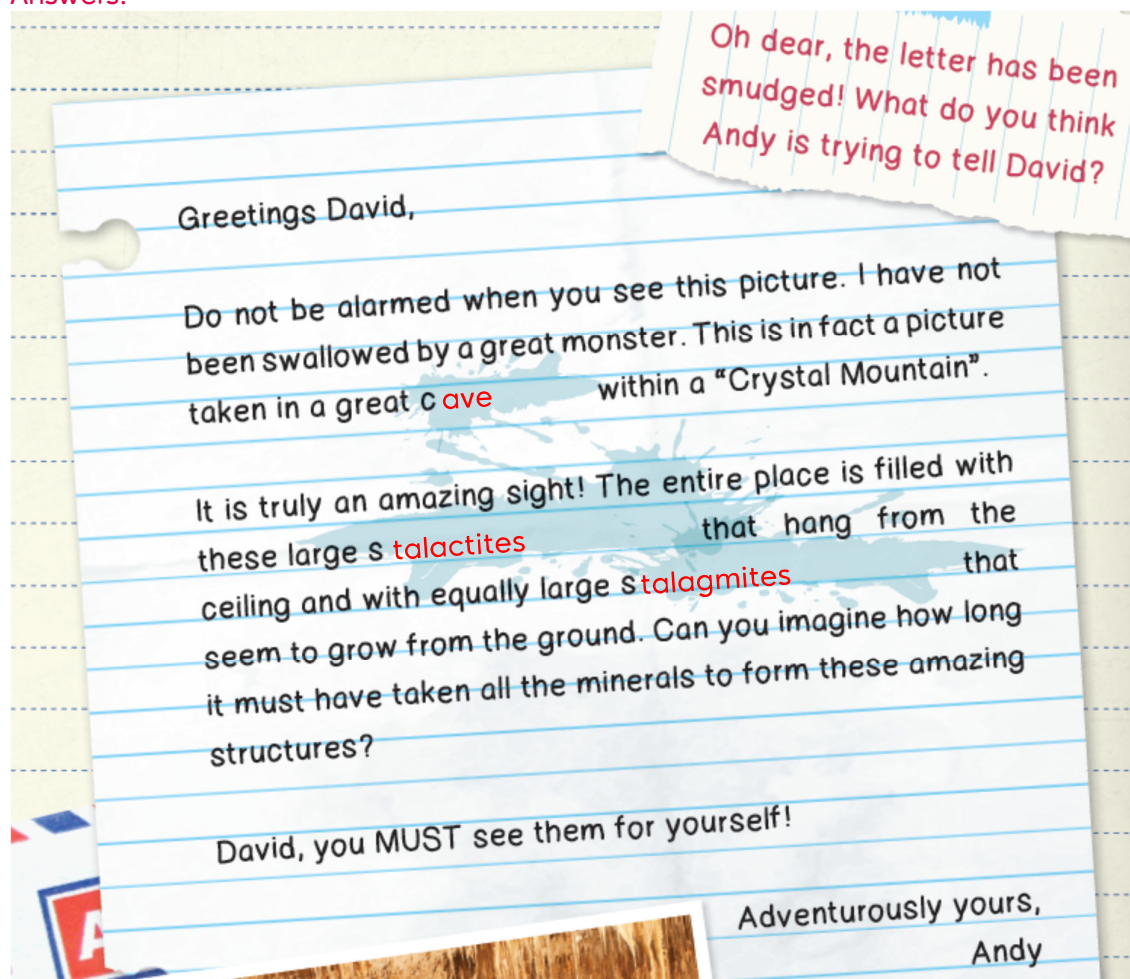 Answers:
Oh dear, the letter has been
smudged! What do you think
Andy is trying to tell David?
Greetings David,
Do not be alarmed when you see this picture. I have not
been swallowed by a great monster. This is in fact a picture
taken in a great c ave within a “Crystal Mountain”.
It is truly an amazing sight! The entire place is filled with
these large s talactites that hang from the
ceiling and with equally large s talagmites that
seem to grow from the ground. Can you imagine how long
it must have taken all the minerals to form these amazing
structures?
David, you MUST see them for yourself!
Adventurously yours,
Andy
A